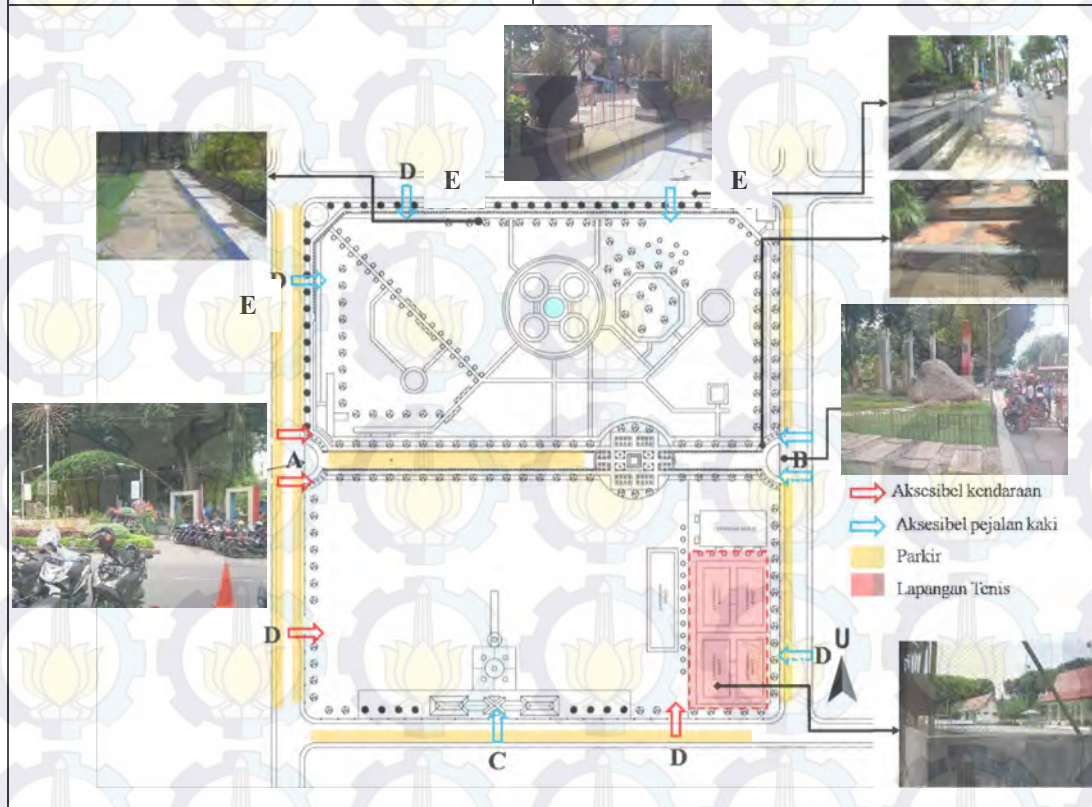 D
E
E
D
E
A
B
Aksesibel kendaraan
Aksesibel pejalan kaki
Parkir
Lapangan Tenis
D
U
D
C
D